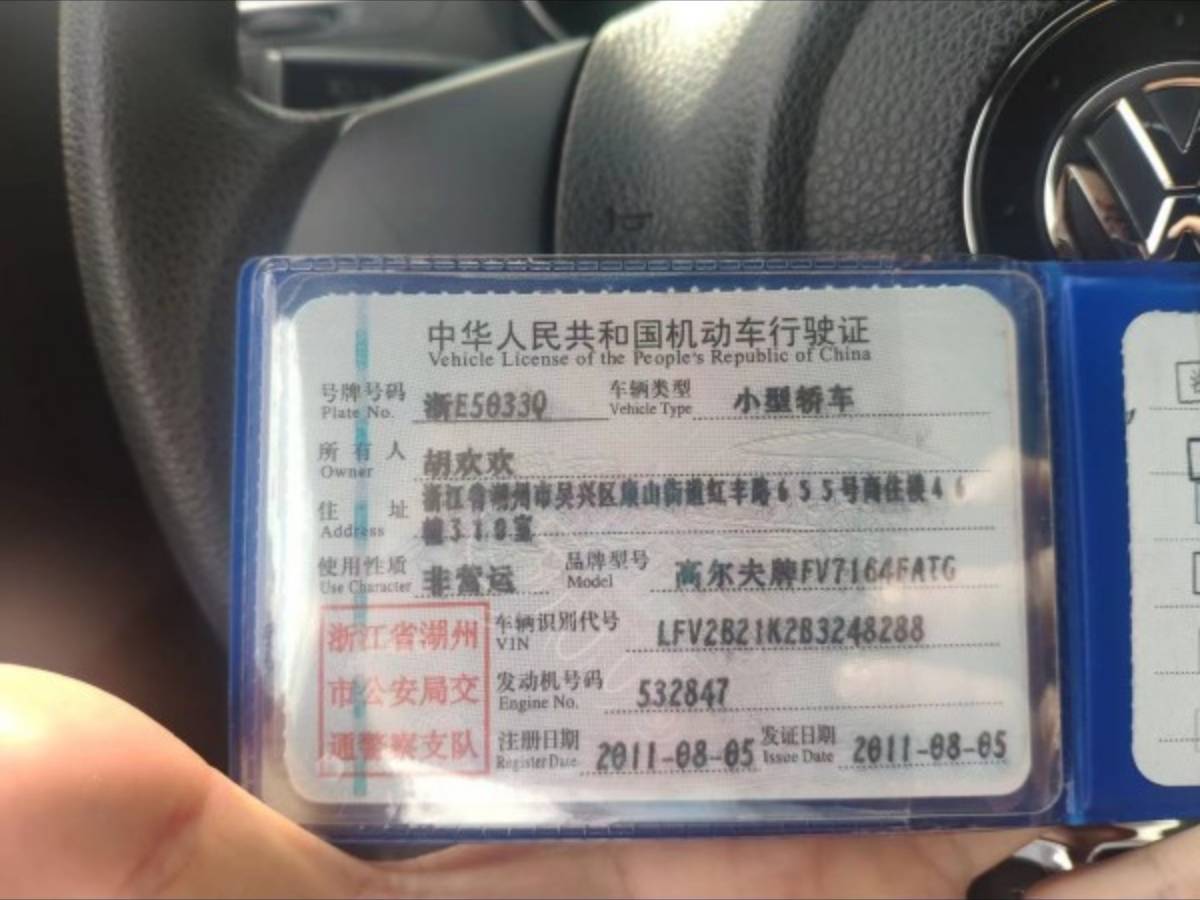 中华人民共和国机动车行驶证
Vehicle License of the People's Republic of China
号牌号码 浙E5033Q 车辆类型 小型轿车
Plate No. Vehicle Type
所有人 胡欢欢
Owner
住址 浙江省湖州市吴兴区康山街道虹丰路655号商住楼46
Address 幢318室
使用性质 非营运 品牌型号 高尔夫牌FV7164FATG
Use Character Model
浙江省湖州
市公安局交
通警察支队
车辆识别代号 LFV2B21K2B3248288
VIN
发动机号码 532847
Engine No.
注册日期 2011-08-05 发证日期 2011-08-05
Register Date Issue Date